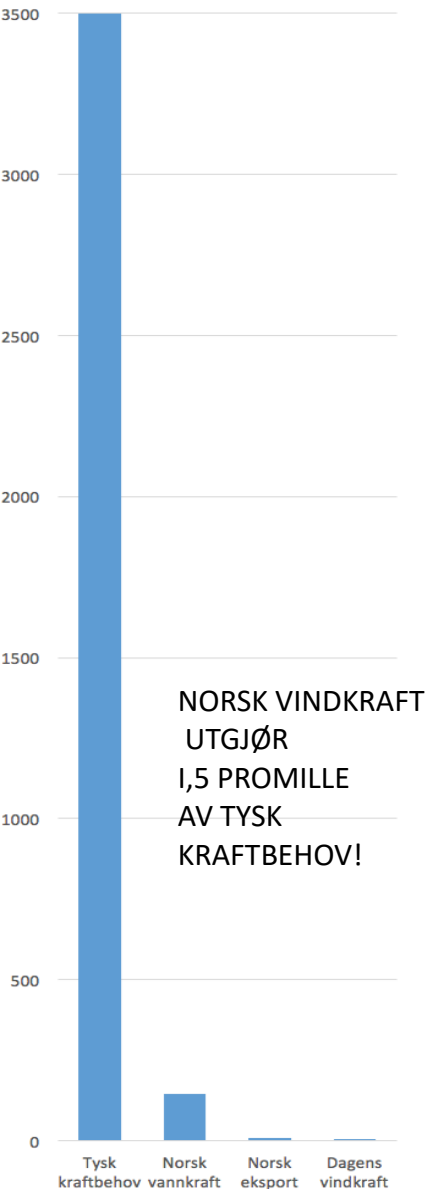 3500
3000
2500
2000
1500
NORSK VINDKRAFT
UTGJØR
I,5 PROMILLE
AV TYSK
KRAFTBEHOV!
1000
500
0
Tysk kraftbehov
Norsk vannkraft
Norsk eksport
Dagens vindkraft